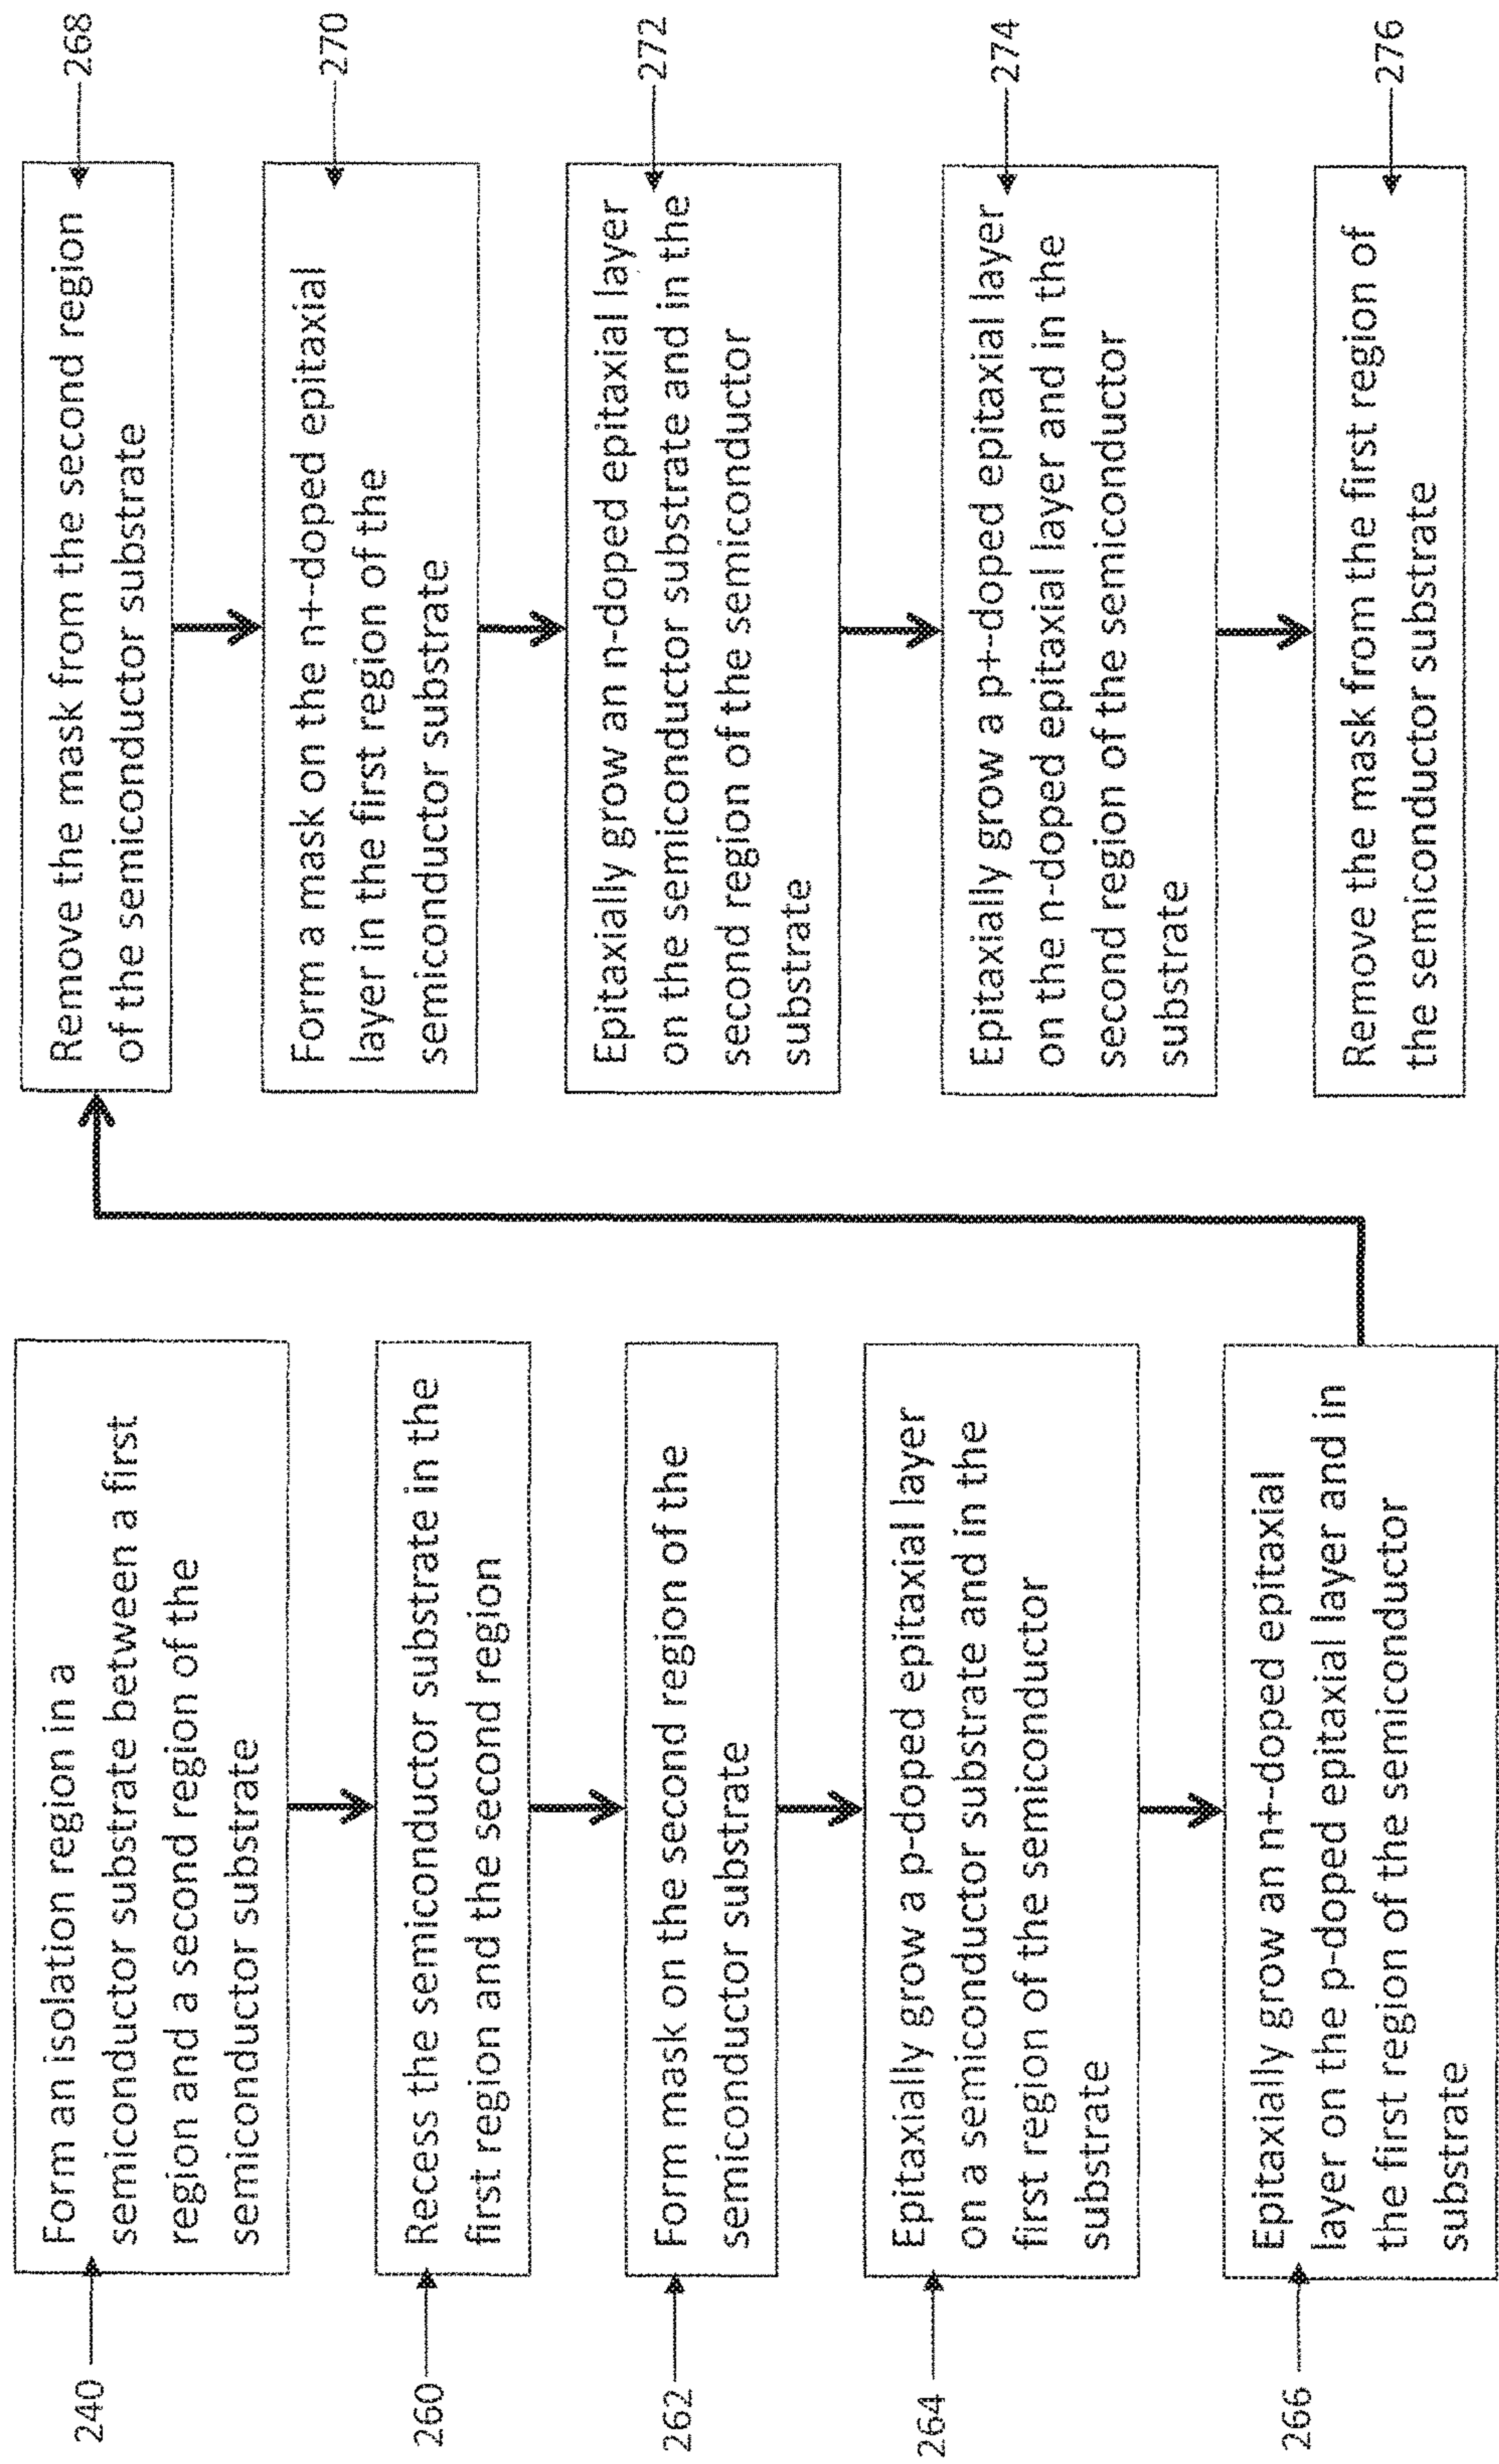 240
Form an isolation region in a
semiconductor substrate between a first
region and a second region of the
semiconductor substrate
260
Recess the semiconductor substrate in the
first region and the second region
262
Form mask on the second region of the
semiconductor substrate
264
Epitaxially grow a p-doped epitaxial layer
on a semiconductor substrate and in the
first region of the semiconductor
substrate
266
Epitaxially grow an n+-doped epitaxial
layer on the p-doped epitaxial layer and in
the first region of the semiconductor
substrate
268
Remove the mask from the second region
of the semiconductor substrate
270
Form a mask on the n+-doped epitaxial
layer in the first region of the
semiconductor substrate
272
Epitaxially grow an n-doped epitaxial layer
on the semiconductor substrate and in the
second region of the semiconductor
substrate
274
Epitaxially grow a p+-doped epitaxial layer
on the n-doped epitaxial layer and in the
second region of the semiconductor
substrate
276
Remove the mask from the first region of
the semiconductor substrate